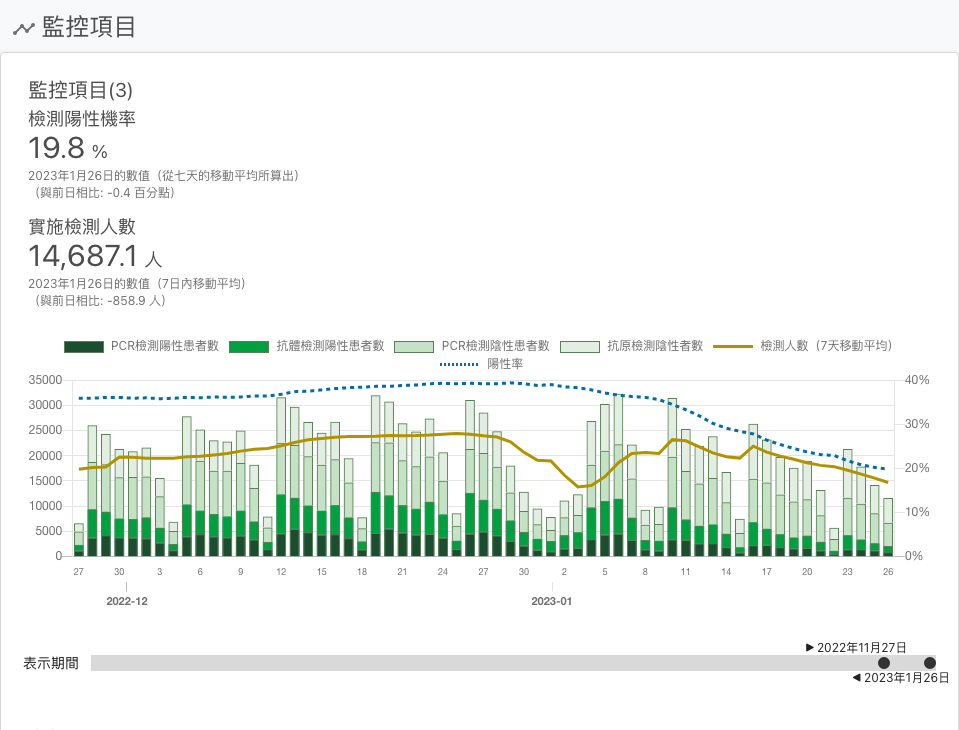 監控項目
監控項目(3)
檢測陽性機率
19.8 %
2023年1月26日的數值（從七天的移動平均所算出）
（與前日相比: -0.4 百分點）
實施檢測人數
14,687.1 人
2023年1月26日的數值（7日內移動平均）
（與前日相比: -858.9 人）
PCR檢測陽性患者數 抗體檢測陽性患者數 PCR檢測陰性患者數 抗原檢測陰性者數 檢測人數（7天移動平均）
陽性率
35000 40%
30000
25000 30%
20000 20%
15000
10000 10%
5000
0 0%
27 30 3 6 9 12 15 18 21 24 27 30 2 5 8 11 14 17 20 23 26
2022-12 2023-01
▶ 2022年11月27日
表示期間
◀ 2023年1月26日